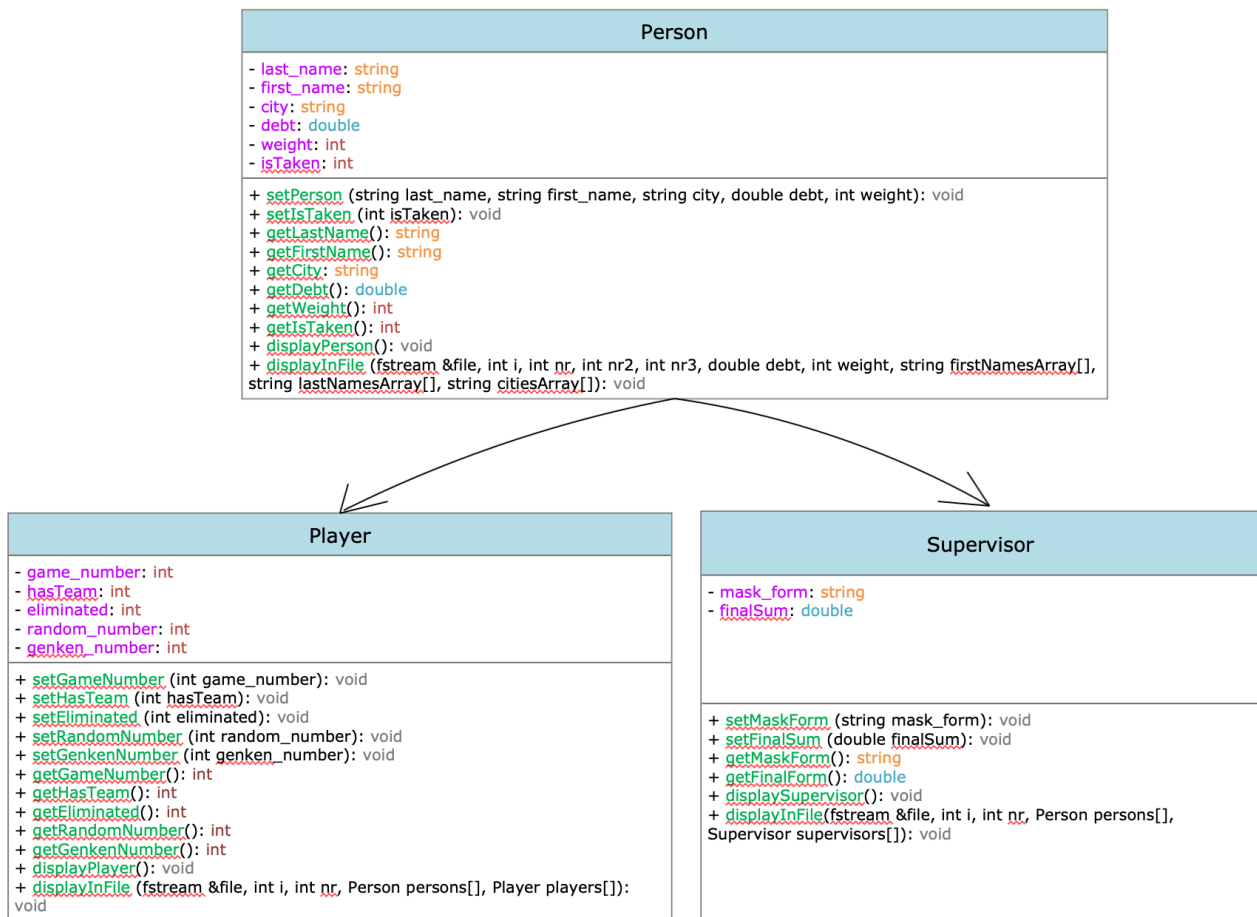 Person
- last_name: string
- first_name: string
- city: string
- debt: double
- weight: int
- isTaken: int
+ setPerson (string last_name, string first_name, string city, double debt, int weight): void
+ setIsTaken (int isTaken): void
+ getLastName(): string
+ getFirstName(): string
+ getCity: string
+ getDebt(): double
+ getWeight(): int
+ getIsTaken(): int
+ displayPerson(): void
+ displayInFile (fstream &file, int i, int nr, int nr2, int nr3, double debt, int weight, string firstNamesArray[],
string lastNamesArray[], string citiesArray[]): void
Player
- game_number: int
- hasTeam: int
- eliminated: int
- random_number: int
- genken_number: int
+ setGameNumber (int game_number): void
+ setHasTeam (int hasTeam): void
+ setEliminated (int eliminated): void
+ setRandomNumber (int random_number): void
+ setGenkenNumber (int genken_number): void
+ getGameNumber(): int
+ getHasTeam(): int
+ getEliminated(): int
+ getRandomNumber(): int
+ getGenkenNumber(): int
+ displayPlayer(): void
+ displayInFile (fstream &file, int i, int nr, Person persons[], Player players[]):
void
Supervisor
- mask_form: string
- finalSum: double
+ setMaskForm (string mask_form): void
+ setFinalSum (double finalSum): void
+ getMaskForm(): string
+ getFinalForm(): double
+ displaySupervisor(): void
+ displayInFile(fstream &file, int i, int nr, Person persons[],
Supervisor supervisors[]): void